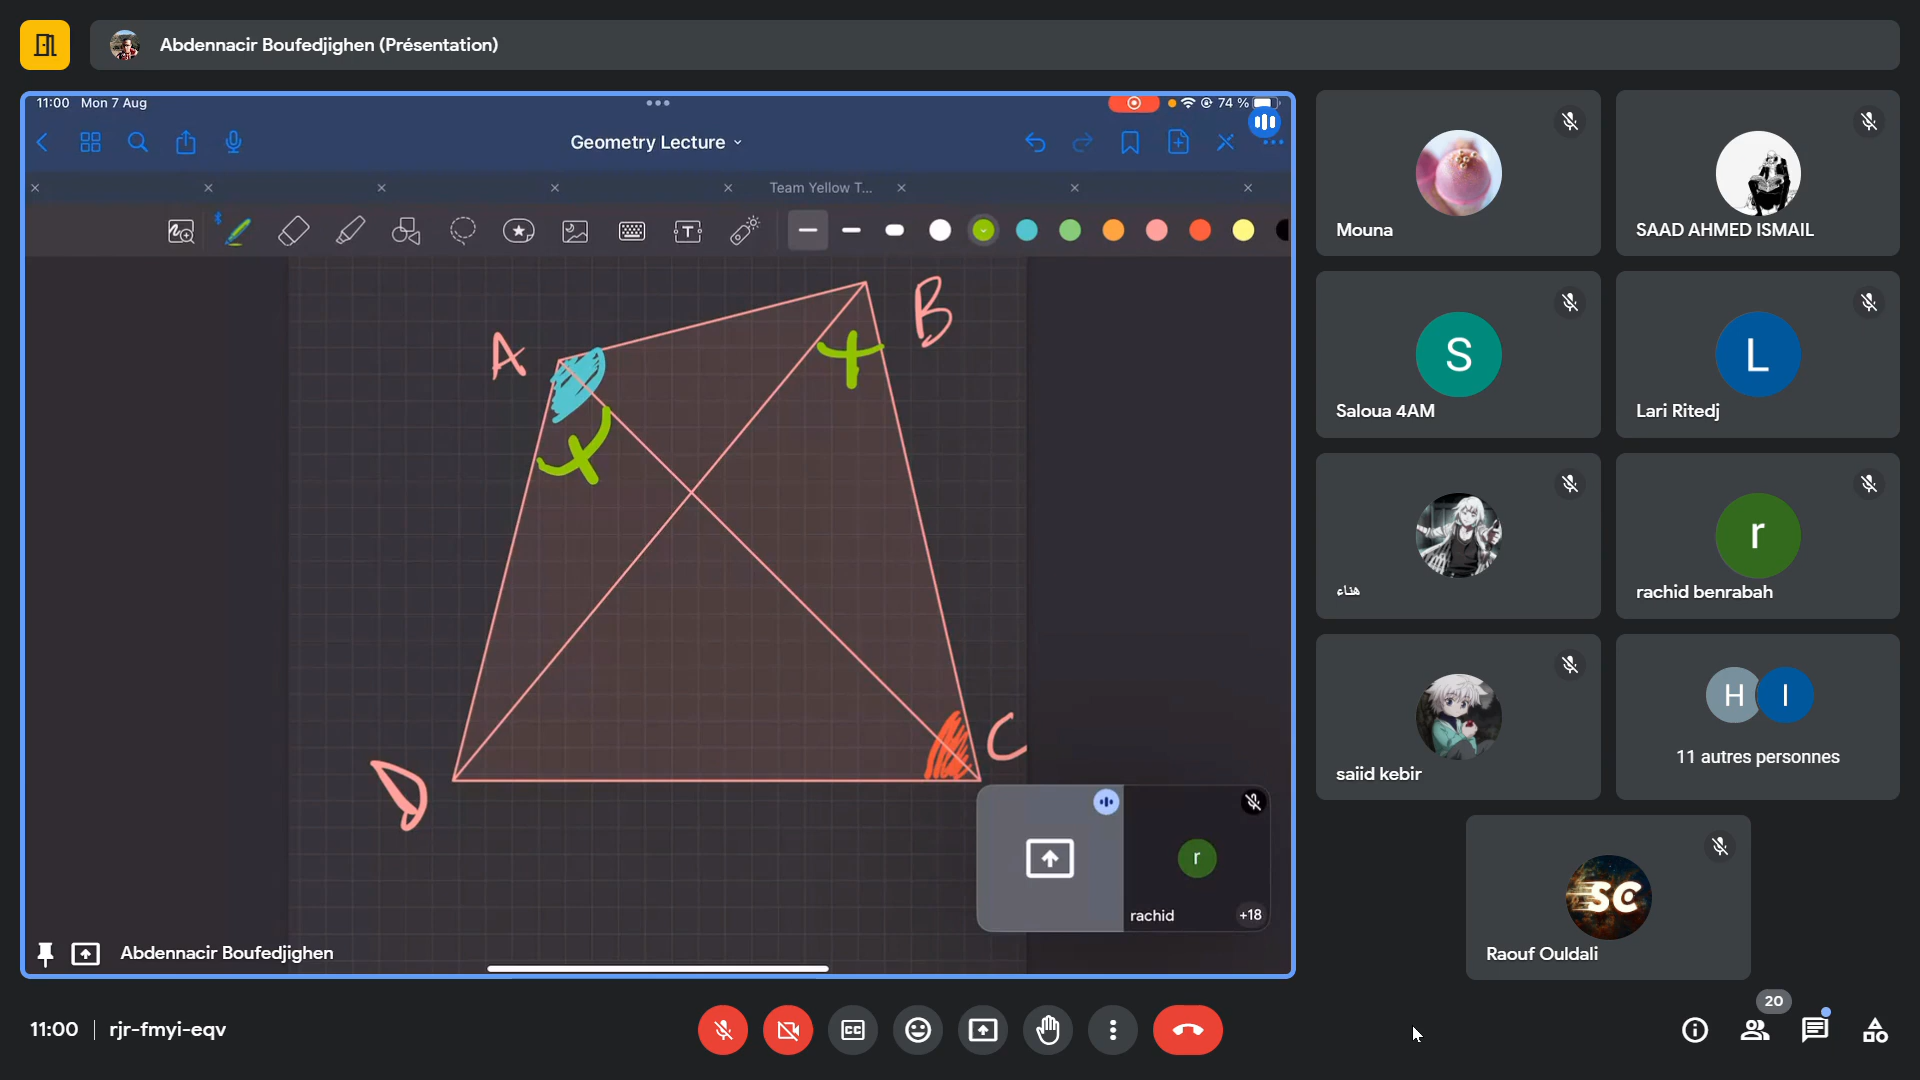 Abdennacir Boufedjighen (Présentation)
11:00 Mon 7 Aug
74 %
Geometry Lecture
Team Yellow T...
T
A
B
C
D
r
rachid
+18
Abdennacir Boufedjighen
Mouna
SAAD AHMED ISMAIL
S
Saloua 4AM
L
Lari Ritedj
هناء
r
rachid benrabah
saiid kebir
H I
11 autres personnes
SC
Raouf Ouldali
11:00 | rjr-fmyi-eqv
CC
20